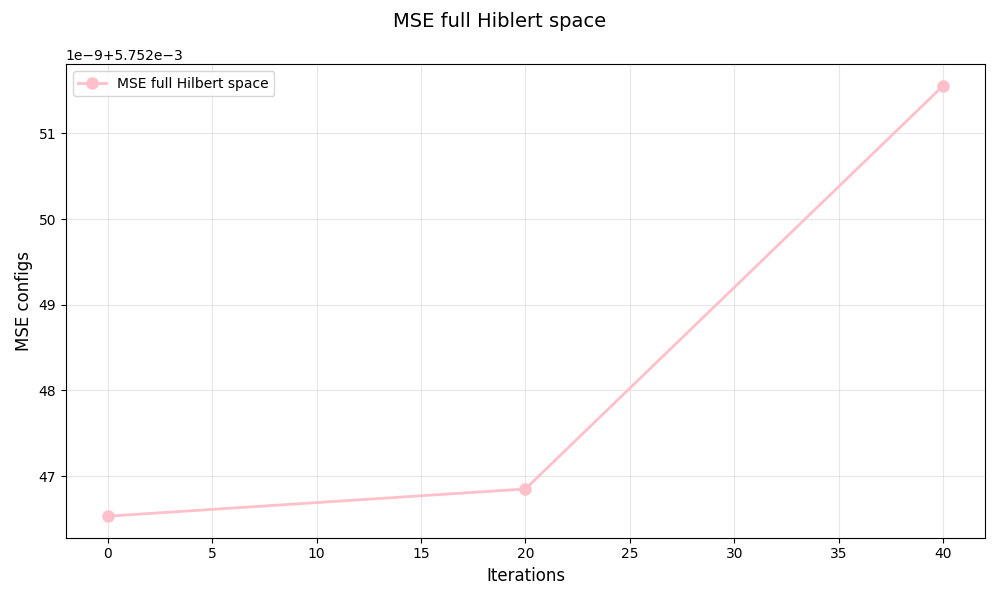 MSE full Hiblert space
1e−9+5.752e−3
MSE full Hilbert space
51
50
49
48
47
MSE configs
0 5 10 15 20 25 30 35 40
Iterations